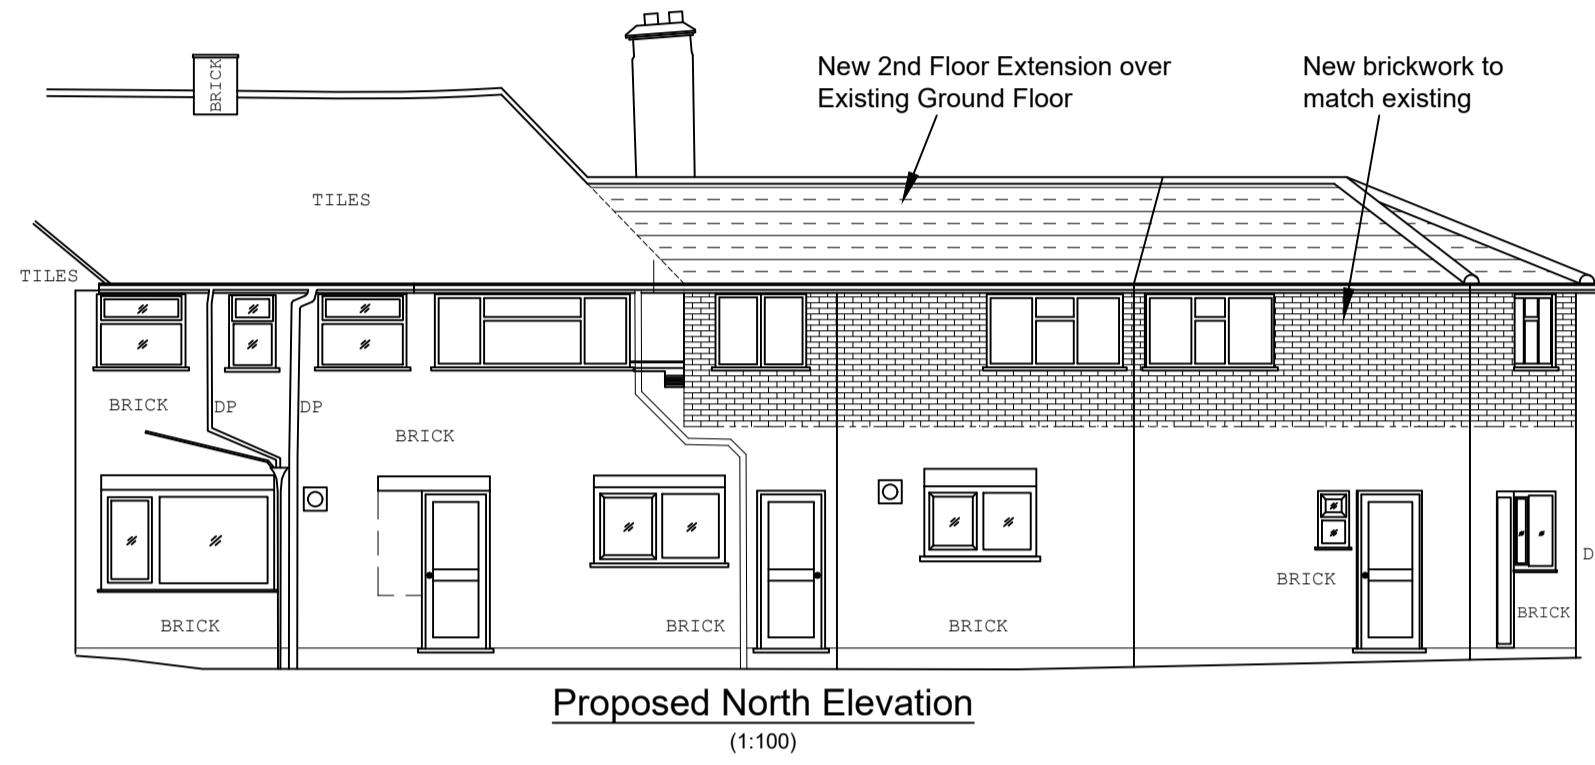 New 2nd Floor Extension over
Existing Ground Floor
New brickwork to
match existing
BRICK
TILES
TILES
BRICK
DP
DP
BRICK
BRICK
BRICK
BRICK
BRICK
BRICK
D
Proposed North Elevation
(1:100)